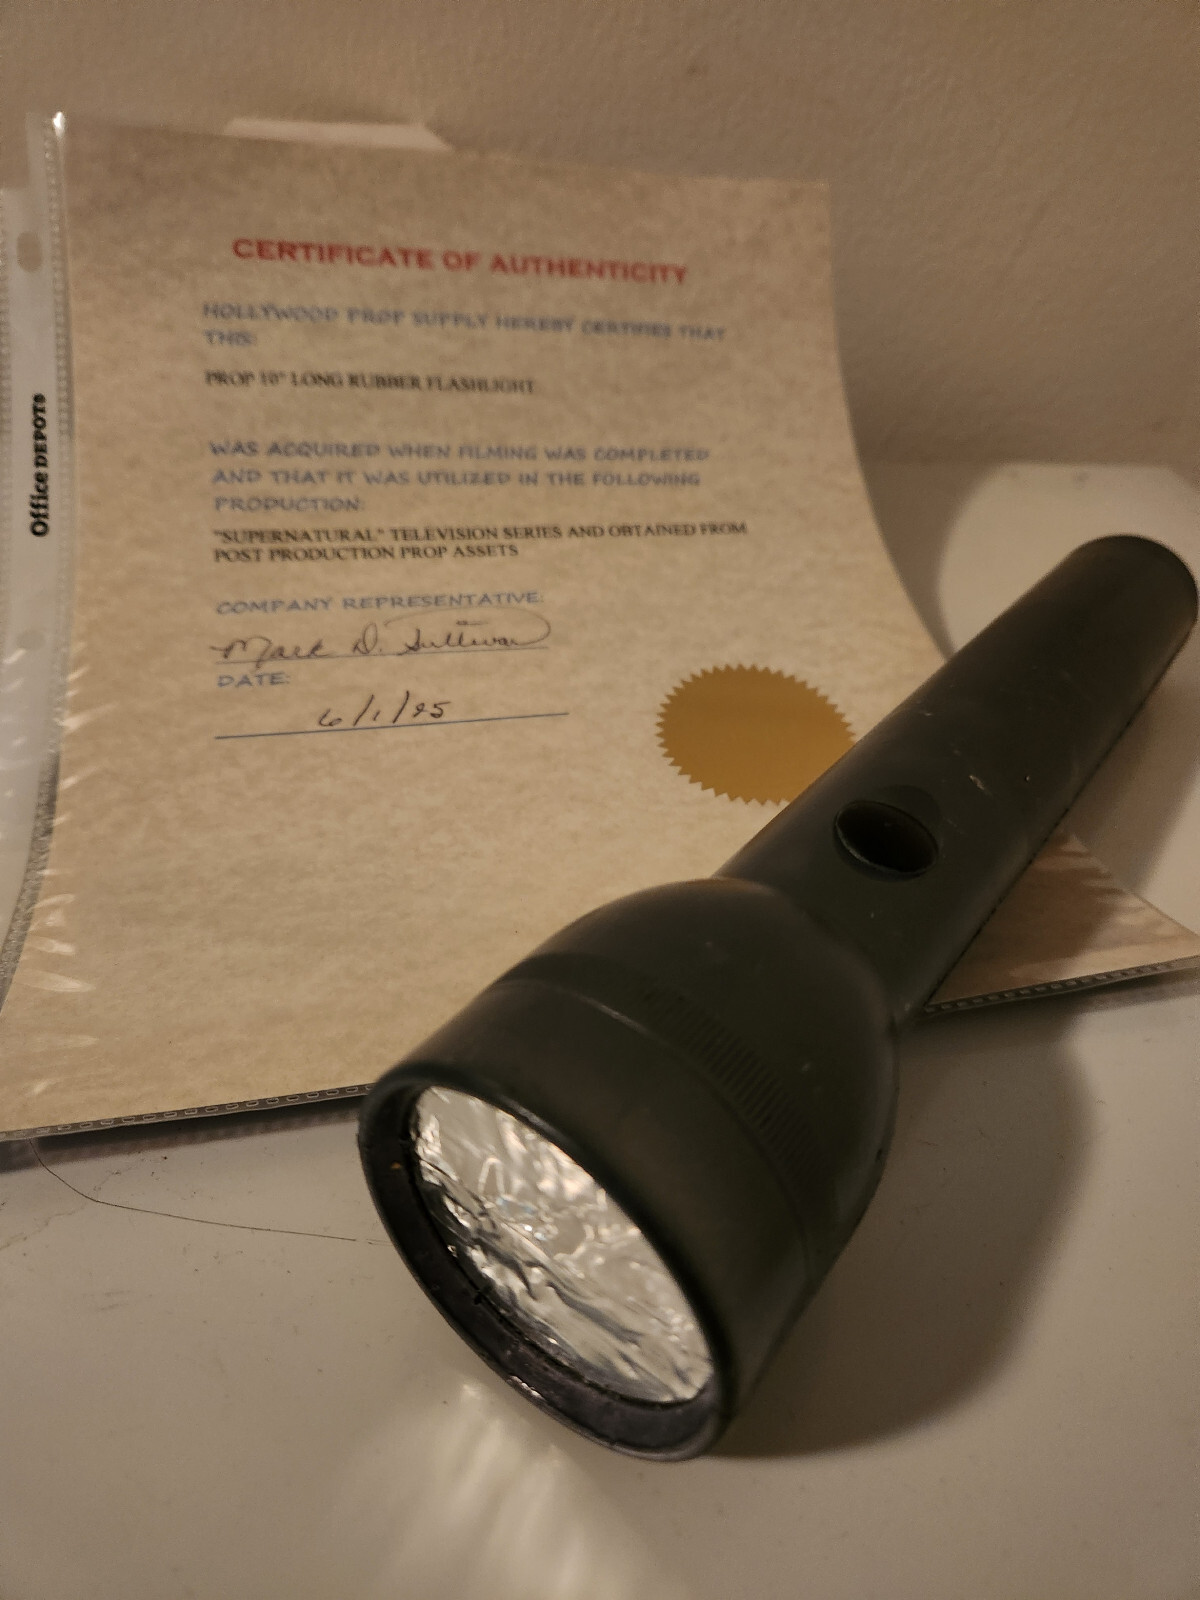 CERTIFICATE OF AUTHENTICITY
HOLLYWOOD PROP SUPPLY HEREBY CERTIFIES THAT
THIS:
PROP 10" LONG RUBBER FLASHLIGHT
WAS ACQUIRED WHEN FILMING WAS COMPLETED
AND THAT IT WAS UTILIZED IN THE FOLLOWING
PRODUCTION:
"SUPERNATURAL" TELEVISION SERIES AND OBTAINED FROM
POST PRODUCTION PROP ASSETS
COMPANY REPRESENTATIVE:
Mark D. Sullivan
DATE:
6/1/25
Office DEPOT®